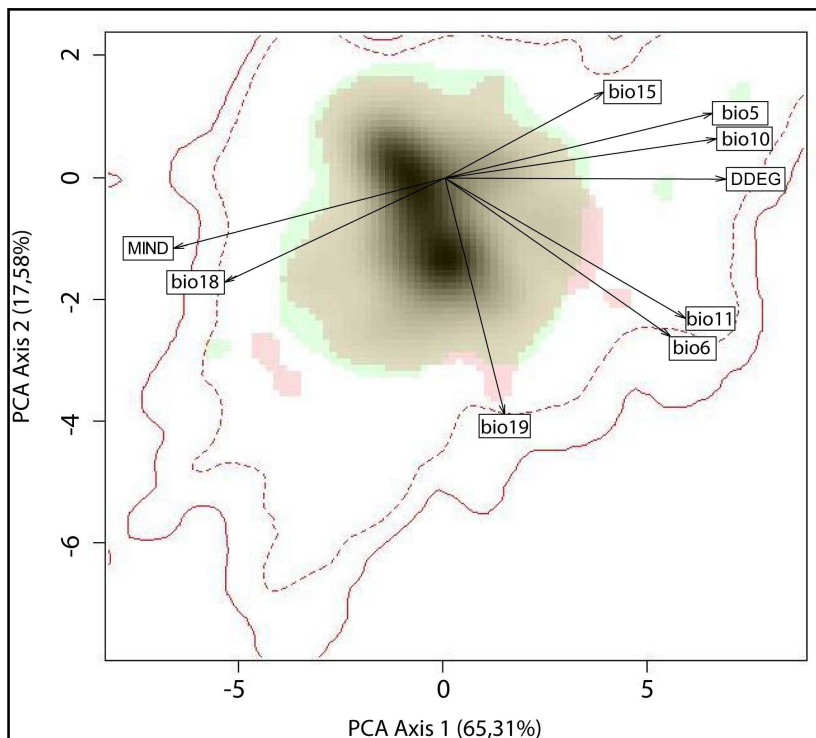 2
bio15
bio5
bio10
0
DDEG
MIND
bio18
-2
bio11
bio6
-4
bio19
-6
PCA Axis 2 (17,58%)
-5
0
5
PCA Axis 1 (65,31%)